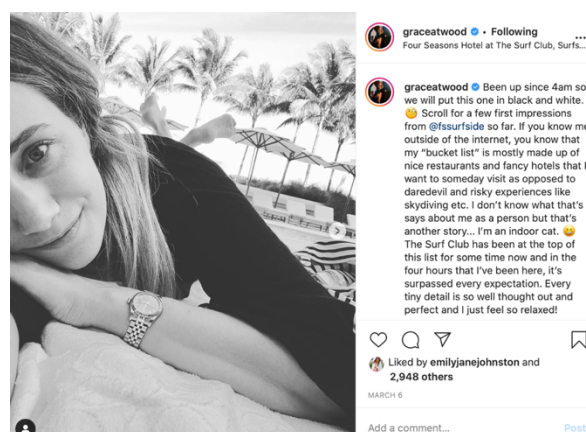 graceatwood • Following
Four Seasons Hotel at The Surf Club, Surfs...
graceatwood Been up since 4am so
we will put this one in black and white.
🧐 Scroll for a few first impressions
from @fssurfside so far. If you know me
outside of the internet, you know that
my “bucket list” is mostly made up of
nice restaurants and fancy hotels that
want to someday visit as opposed to
daredevil and risky experiences like
skydiving etc. I don’t know what that’s
says about me as a person but that’s
another story... I’m an indoor cat. 😆
The Surf Club has been at the top of
this list for some time now and in the
four hours that I’ve been here, it’s
surpassed every expectation. Every
tiny detail is so well thought out and
perfect and I just feel so relaxed!
Liked by emilyjanejohnston and
2,948 others
MARCH 6
Add a comment...
Post